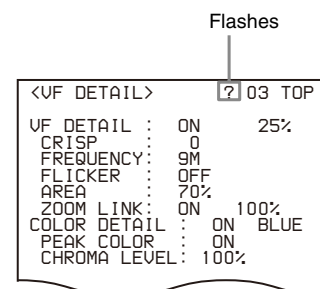 Flashes
<VF DETAIL> ? 03 TOP
VF DETAIL : ON 25%
CRISP : 0
FREQUENCY: 9M
FLICKER : OFF
AREA : 70%
ZOOM LINK: ON 100%
COLOR DETAIL : ON BLUE
PEAK COLOR : ON
CHROMA LEVEL: 100%